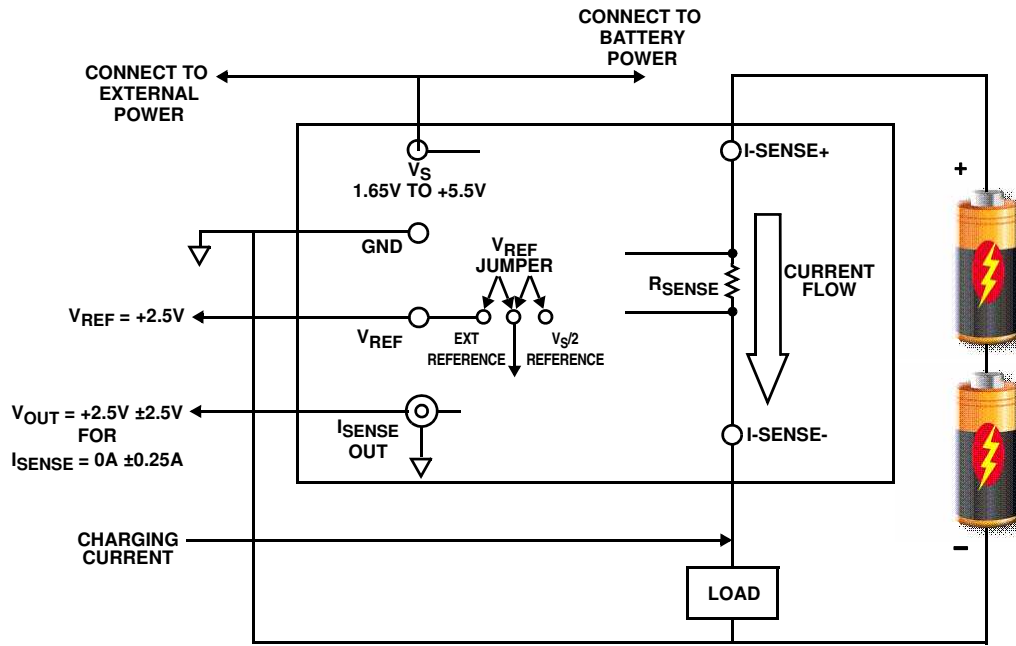 CONNECT TO
BATTERY
POWER
CONNECT TO
EXTERNAL
POWER
VS
1.65V TO +5.5V
I-SENSE+
+
GND
VREF
JUMPER
RSENSE
CURRENT
FLOW
VREF = +2.5V
VREF
EXT
REFERENCE
VS/2
REFERENCE
VOUT = +2.5V ±2.5V
FOR
ISENSE = 0A ±0.25A
ISENSE
OUT
I-SENSE-
CHARGING
CURRENT
–
LOAD